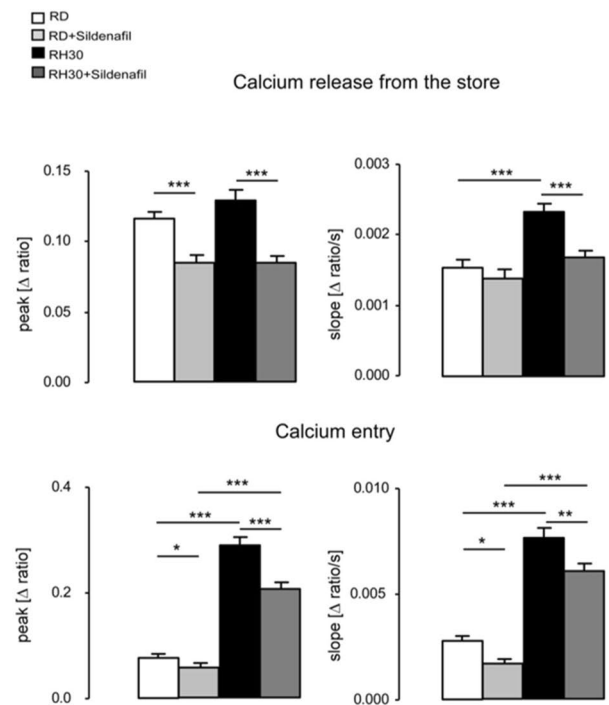 RD
RD+Sildenafil
RH30
RH30+Sildenafil
Calcium release from the store
peak [Δ ratio]
0.15
0.10
0.05
0.00
***
***
slope [Δ ratio/s]
0.003
0.002
0.001
0.000
***
***
Calcium entry
peak [Δ ratio]
0.4
0.2
0.0
***
***
***
*
slope [Δ ratio/s]
0.010
0.005
0.000
***
***
**
*